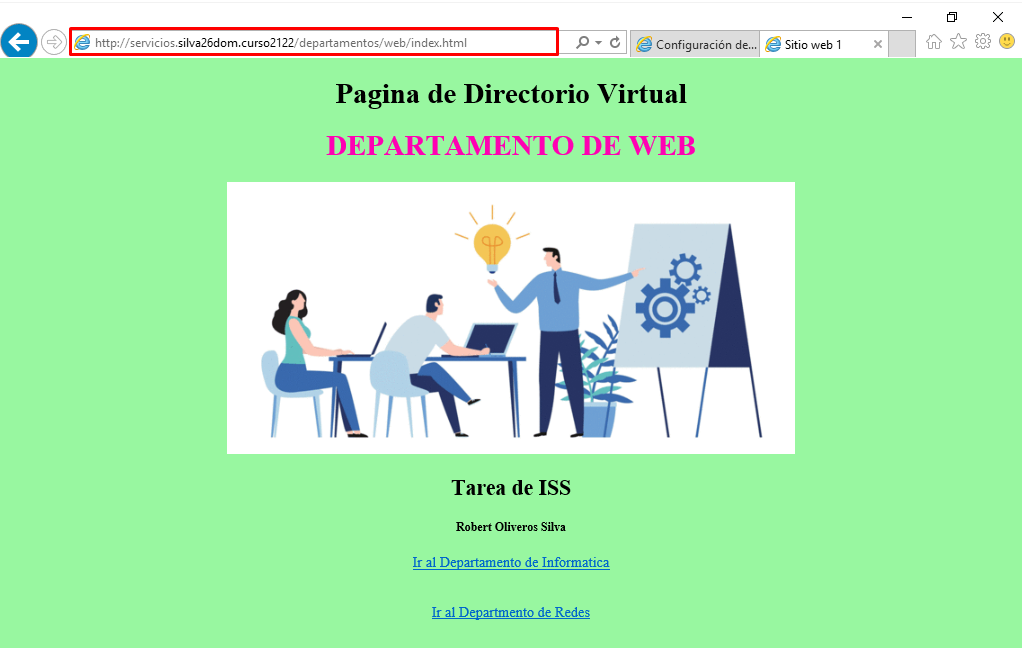 http://servicios.silva26dom.curso2122/departamentos/web/index.html
Configuración de...
Sitio web 1
Pagina de Directorio Virtual
DEPARTAMENTO DE WEB
Tarea de ISS
Robert Oliveros Silva
Ir al Departamento de Informatica
Ir al Departmento de Redes